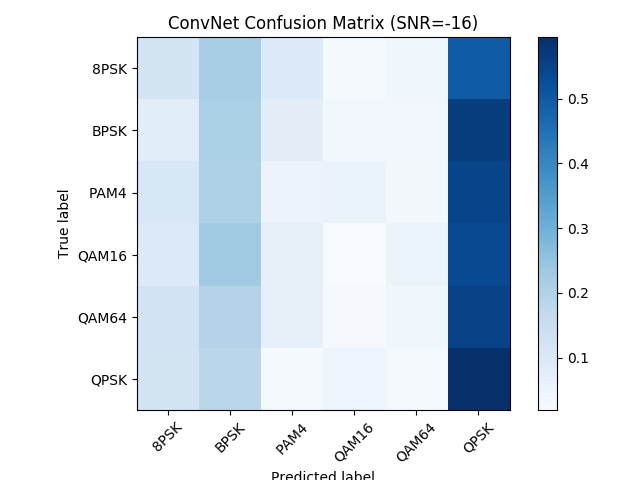 ConvNet Confusion Matrix (SNR=-16)
8PSK
BPSK
PAM4
QAM16
QAM64
QPSK
True label
8PSK
BPSK
PAM4
QAM16
QAM64
QPSK
Predicted label
0.5
0.4
0.3
0.2
0.1